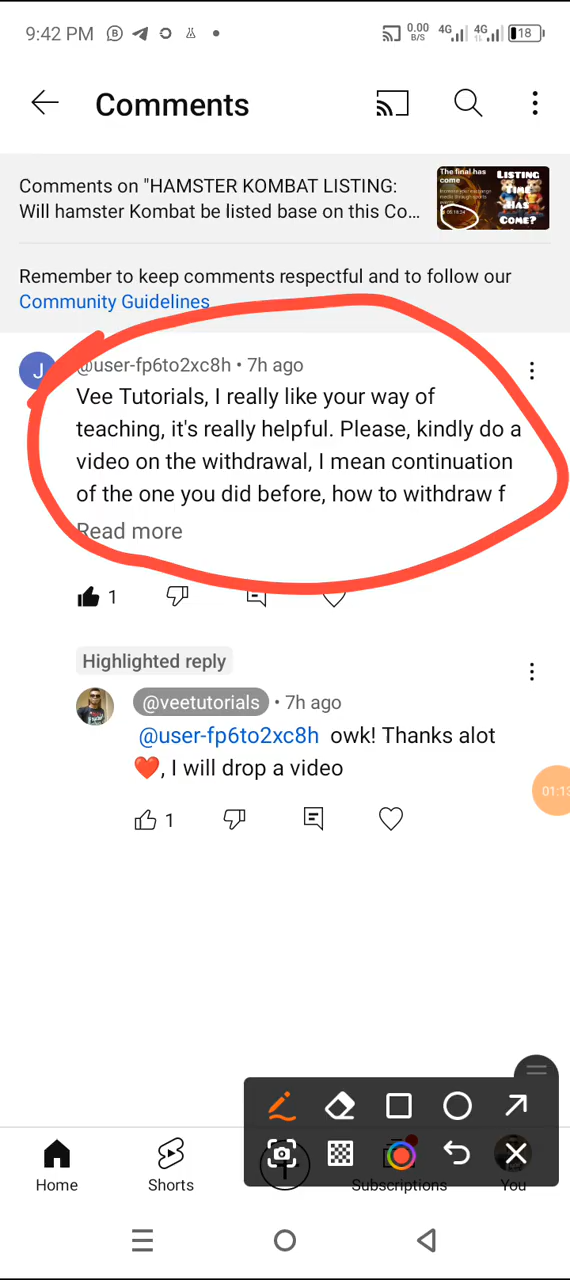 9:42 PM
0.00
B/S
4G
4G
18
Comments
Comments on "HAMSTER KOMBAT LISTING:
Will hamster Kombat be listed base on this Co...
The final has
come
LISTING
TIME
HAS
COME?
Remember to keep comments respectful and to follow our
Community Guidelines
J
@user-fp6to2xc8h • 7h ago
Vee Tutorials, I really like your way of
teaching, it's really helpful. Please, kindly do a
video on the withdrawal, I mean continuation
of the one you did before, how to withdraw f
Read more
1
Highlighted reply
@veetutorials • 7h ago
@user-fp6to2xc8h owk! Thanks alot
❤️, I will drop a video
1
01:13
Home
Shorts
Subscriptions
You